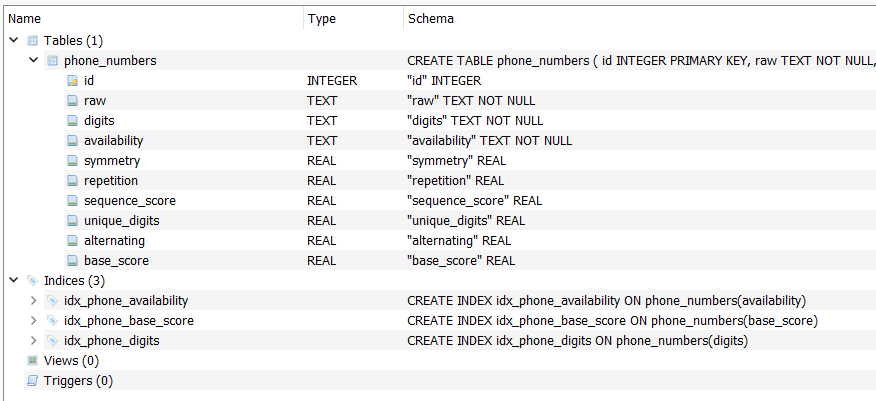 Name Type Schema
Tables (1)
phone_numbers CREATE TABLE phone_numbers ( id INTEGER PRIMARY KEY, raw TEXT NOT NULL,
id INTEGER "id" INTEGER
raw TEXT "raw" TEXT NOT NULL
digits TEXT "digits" TEXT NOT NULL
availability TEXT "availability" TEXT NOT NULL
symmetry REAL "symmetry" REAL
repetition REAL "repetition" REAL
sequence_score REAL "sequence_score" REAL
unique_digits REAL "unique_digits" REAL
alternating REAL "alternating" REAL
base_score REAL "base_score" REAL
Indices (3)
idx_phone_availability CREATE INDEX idx_phone_availability ON phone_numbers(availability)
idx_phone_base_score CREATE INDEX idx_phone_base_score ON phone_numbers(base_score)
idx_phone_digits CREATE INDEX idx_phone_digits ON phone_numbers(digits)
Views (0)
Triggers (0)